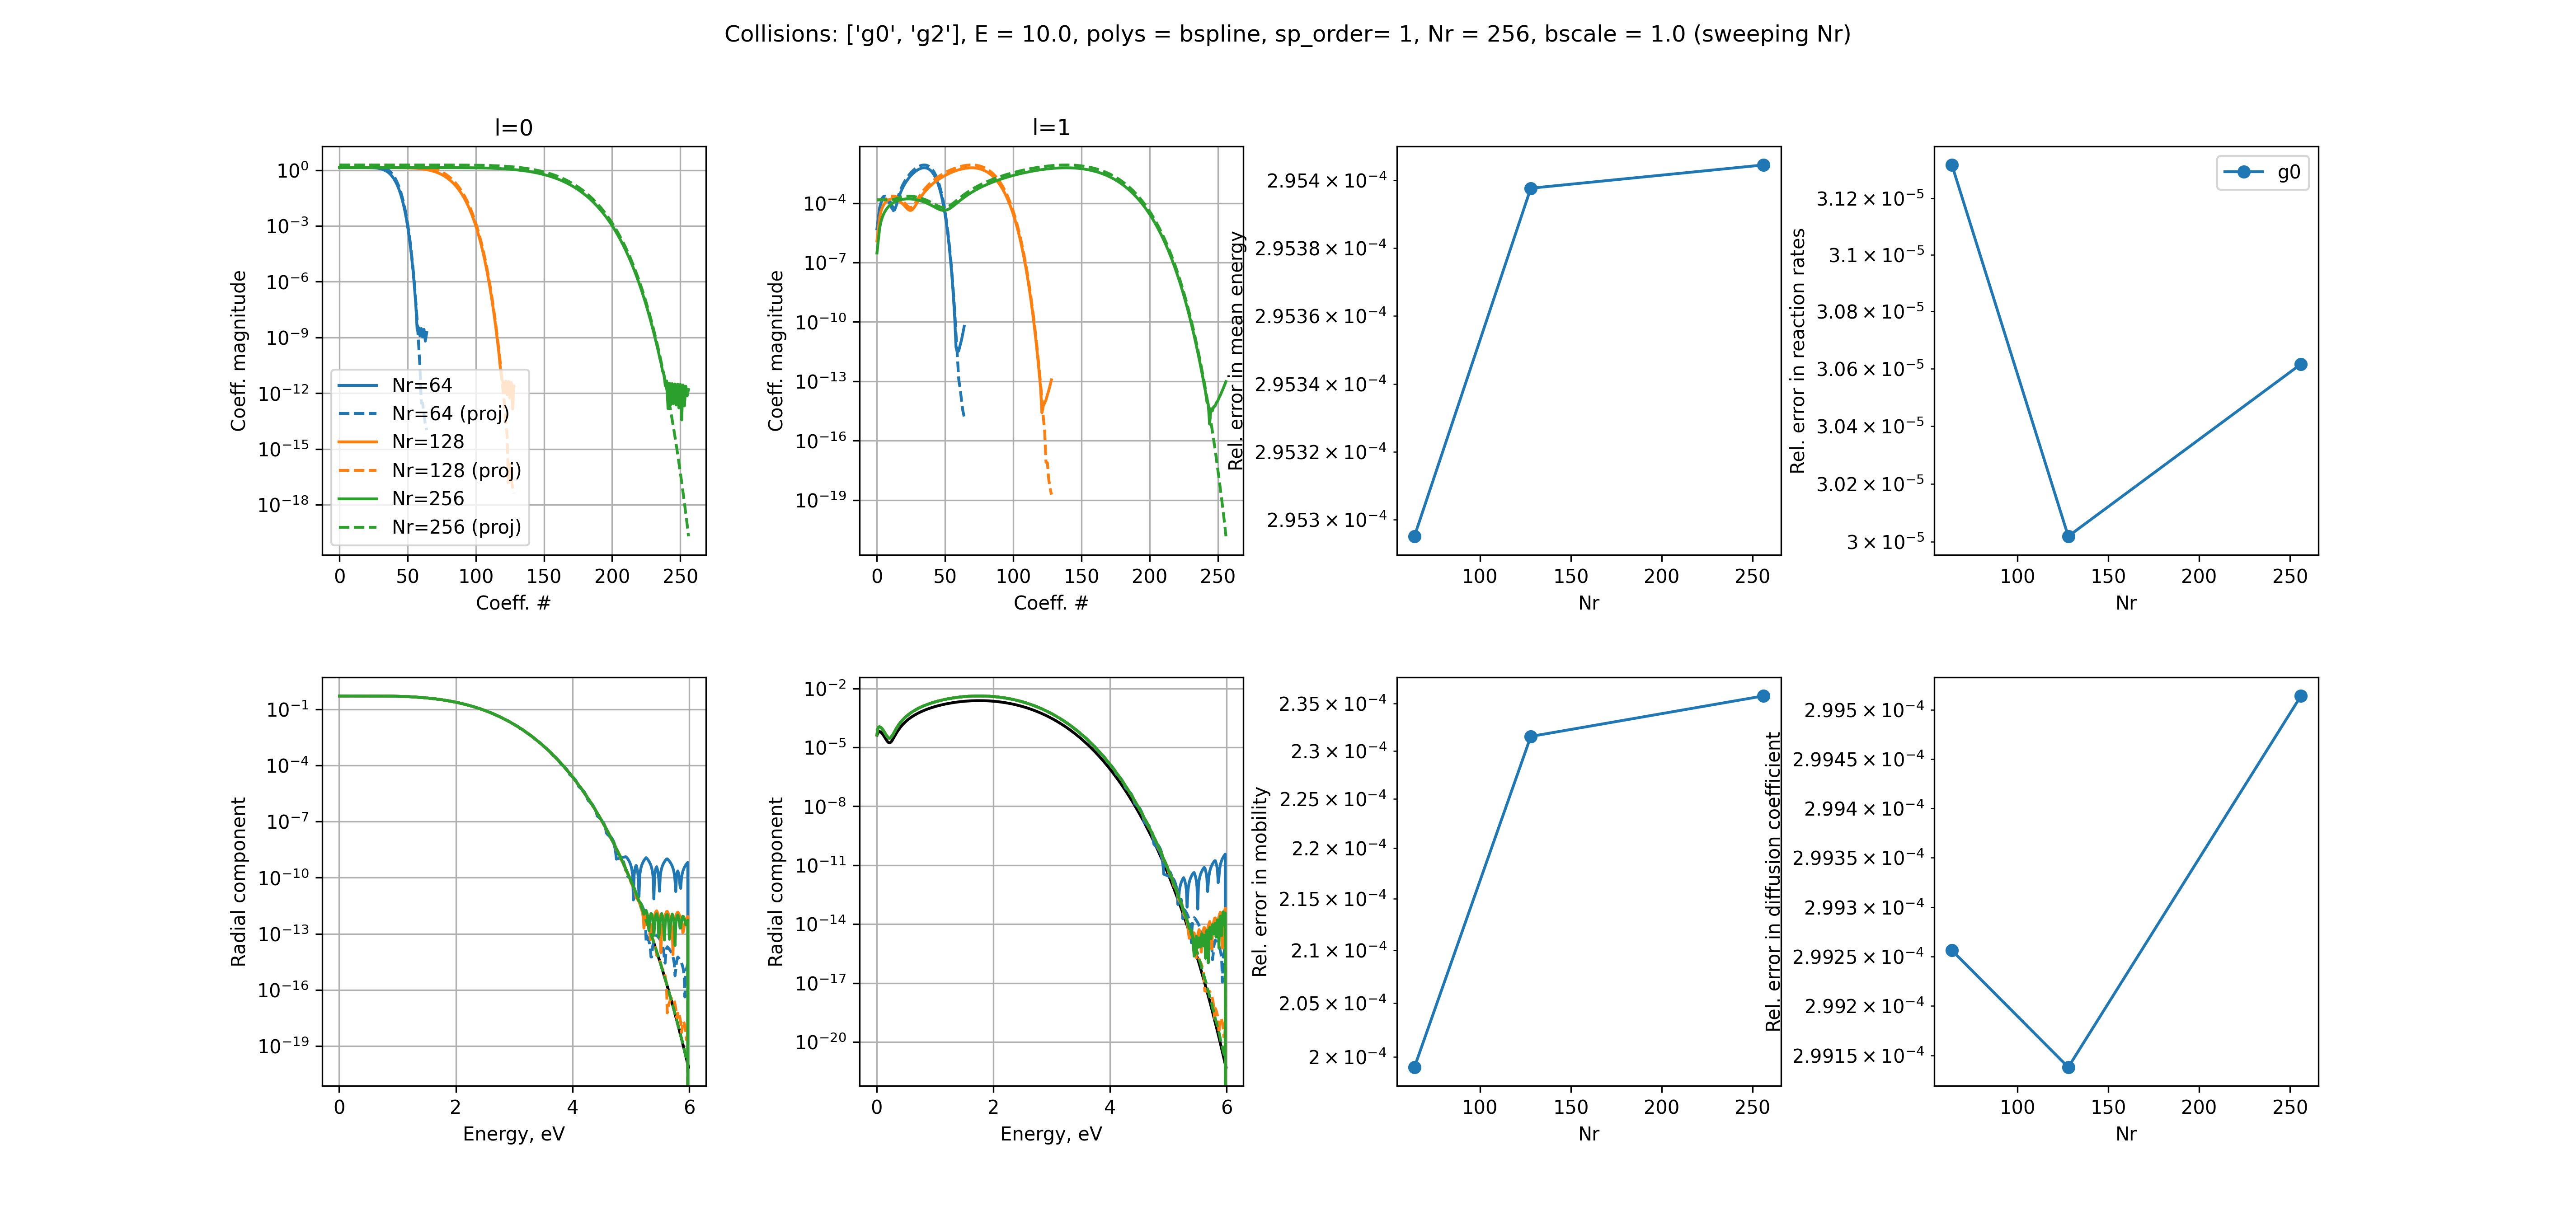 Collisions: ['g0', 'g2'], E = 10.0, polys = bspline, sp_order= 1, Nr = 256, bscale = 1.0 (sweeping Nr)
l=0
Coeff. magnitude
10⁰
10⁻³
10⁻⁶
10⁻⁹
10⁻¹²
10⁻¹⁵
10⁻¹⁸
Nr=64
Nr=64 (proj)
Nr=128
Nr=128 (proj)
Nr=256
Nr=256 (proj)
0 50 100 150 200 250
Coeff. #
l=1
Coeff. magnitude
10⁻⁴
10⁻⁷
10⁻¹⁰
10⁻¹³
10⁻¹⁶
10⁻¹⁹
0 50 100 150 200 250
Coeff. #
Rel. error in mean energy
2.954 × 10⁻⁴
2.9538 × 10⁻⁴
2.9536 × 10⁻⁴
2.9534 × 10⁻⁴
2.9532 × 10⁻⁴
2.953 × 10⁻⁴
100 150 200 250
Nr
Rel. error in reaction rates
3.12 × 10⁻⁵
3.1 × 10⁻⁵
3.08 × 10⁻⁵
3.06 × 10⁻⁵
3.04 × 10⁻⁵
3.02 × 10⁻⁵
3 × 10⁻⁵
g0
100 150 200 250
Nr
Radial component
10⁻¹
10⁻⁴
10⁻⁷
10⁻¹⁰
10⁻¹³
10⁻¹⁶
10⁻¹⁹
0 2 4 6
Energy, eV
Radial component
10⁻²
10⁻⁵
10⁻⁸
10⁻¹¹
10⁻¹⁴
10⁻¹⁷
10⁻²⁰
0 2 4 6
Energy, eV
Rel. error in mobility
2.35 × 10⁻⁴
2.3 × 10⁻⁴
2.25 × 10⁻⁴
2.2 × 10⁻⁴
2.15 × 10⁻⁴
2.1 × 10⁻⁴
2.05 × 10⁻⁴
2 × 10⁻⁴
100 150 200 250
Nr
Rel. error in diffusion coefficient
2.995 × 10⁻⁴
2.9945 × 10⁻⁴
2.994 × 10⁻⁴
2.9935 × 10⁻⁴
2.993 × 10⁻⁴
2.9925 × 10⁻⁴
2.992 × 10⁻⁴
2.9915 × 10⁻⁴
100 150 200 250
Nr